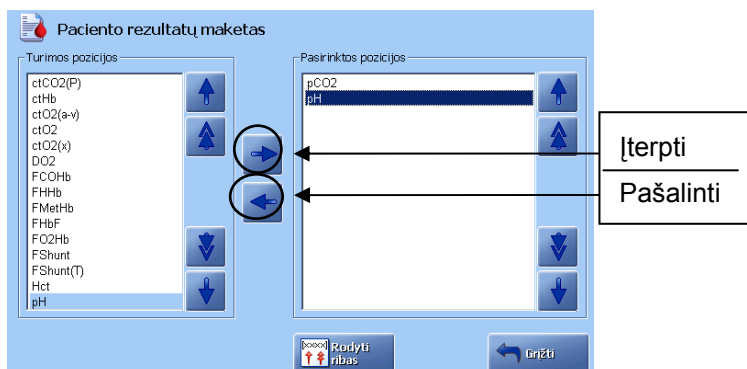 Paciento rezultatų maketas
Turimos pozicijos
ctCO2(P)
ctHb
ctO2(a-v)
ctO2
ctO2(x)
DO2
FCOHb
FHHb
FMetHb
FHbF
FO2Hb
FShunt
FShunt(T)
Hct
pH
Pasirinktos pozicijos
pCO2
pH
Įterpti
Pašalinti
[xxxxx] Rodyti
ribas
Grįžti